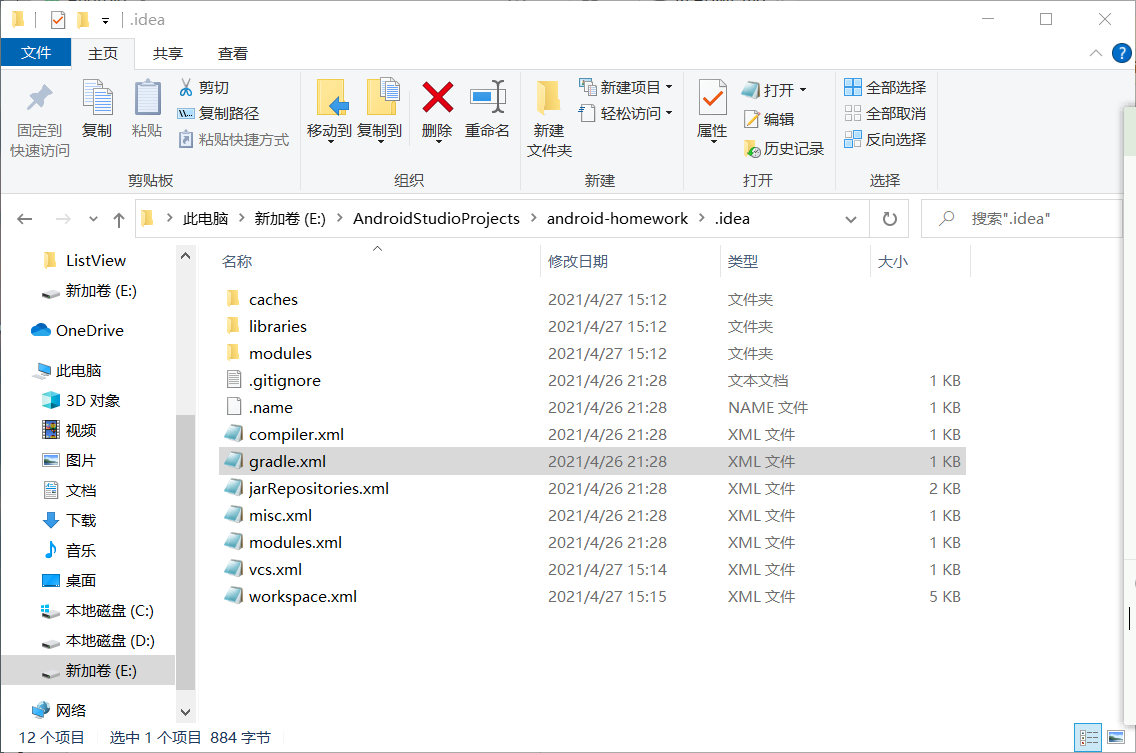 .idea
文件 主页 共享 查看
固定到 快速访问
复制
粘贴
剪切
复制路径
粘贴快捷方式
剪贴板
移动到 复制到 删除 重命名
组织
新建 文件夹
新建项目
轻松访问
新建
属性
打开
编辑
历史记录
打开
全部选择
全部取消
反向选择
选择
此电脑 新加卷 (E:) AndroidStudioProjects android-homework .idea
搜索".idea"
ListView
新加卷 (E:)
OneDrive
此电脑
3D 对象
视频
图片
文档
下载
音乐
桌面
本地磁盘 (C:)
本地磁盘 (D:)
新加卷 (E:)
网络
名称 修改日期 类型 大小
caches 2021/4/27 15:12 文件夹
libraries 2021/4/27 15:12 文件夹
modules 2021/4/27 15:12 文件夹
.gitignore 2021/4/26 21:28 文本文档 1 KB
.name 2021/4/26 21:28 NAME 文件 1 KB
compiler.xml 2021/4/26 21:28 XML 文件 1 KB
gradle.xml 2021/4/26 21:28 XML 文件 1 KB
jarRepositories.xml 2021/4/26 21:28 XML 文件 2 KB
misc.xml 2021/4/26 21:28 XML 文件 1 KB
modules.xml 2021/4/26 21:28 XML 文件 1 KB
vcs.xml 2021/4/27 15:14 XML 文件 1 KB
workspace.xml 2021/4/27 15:15 XML 文件 5 KB
12 个项目 选中 1 个项目 884 字节